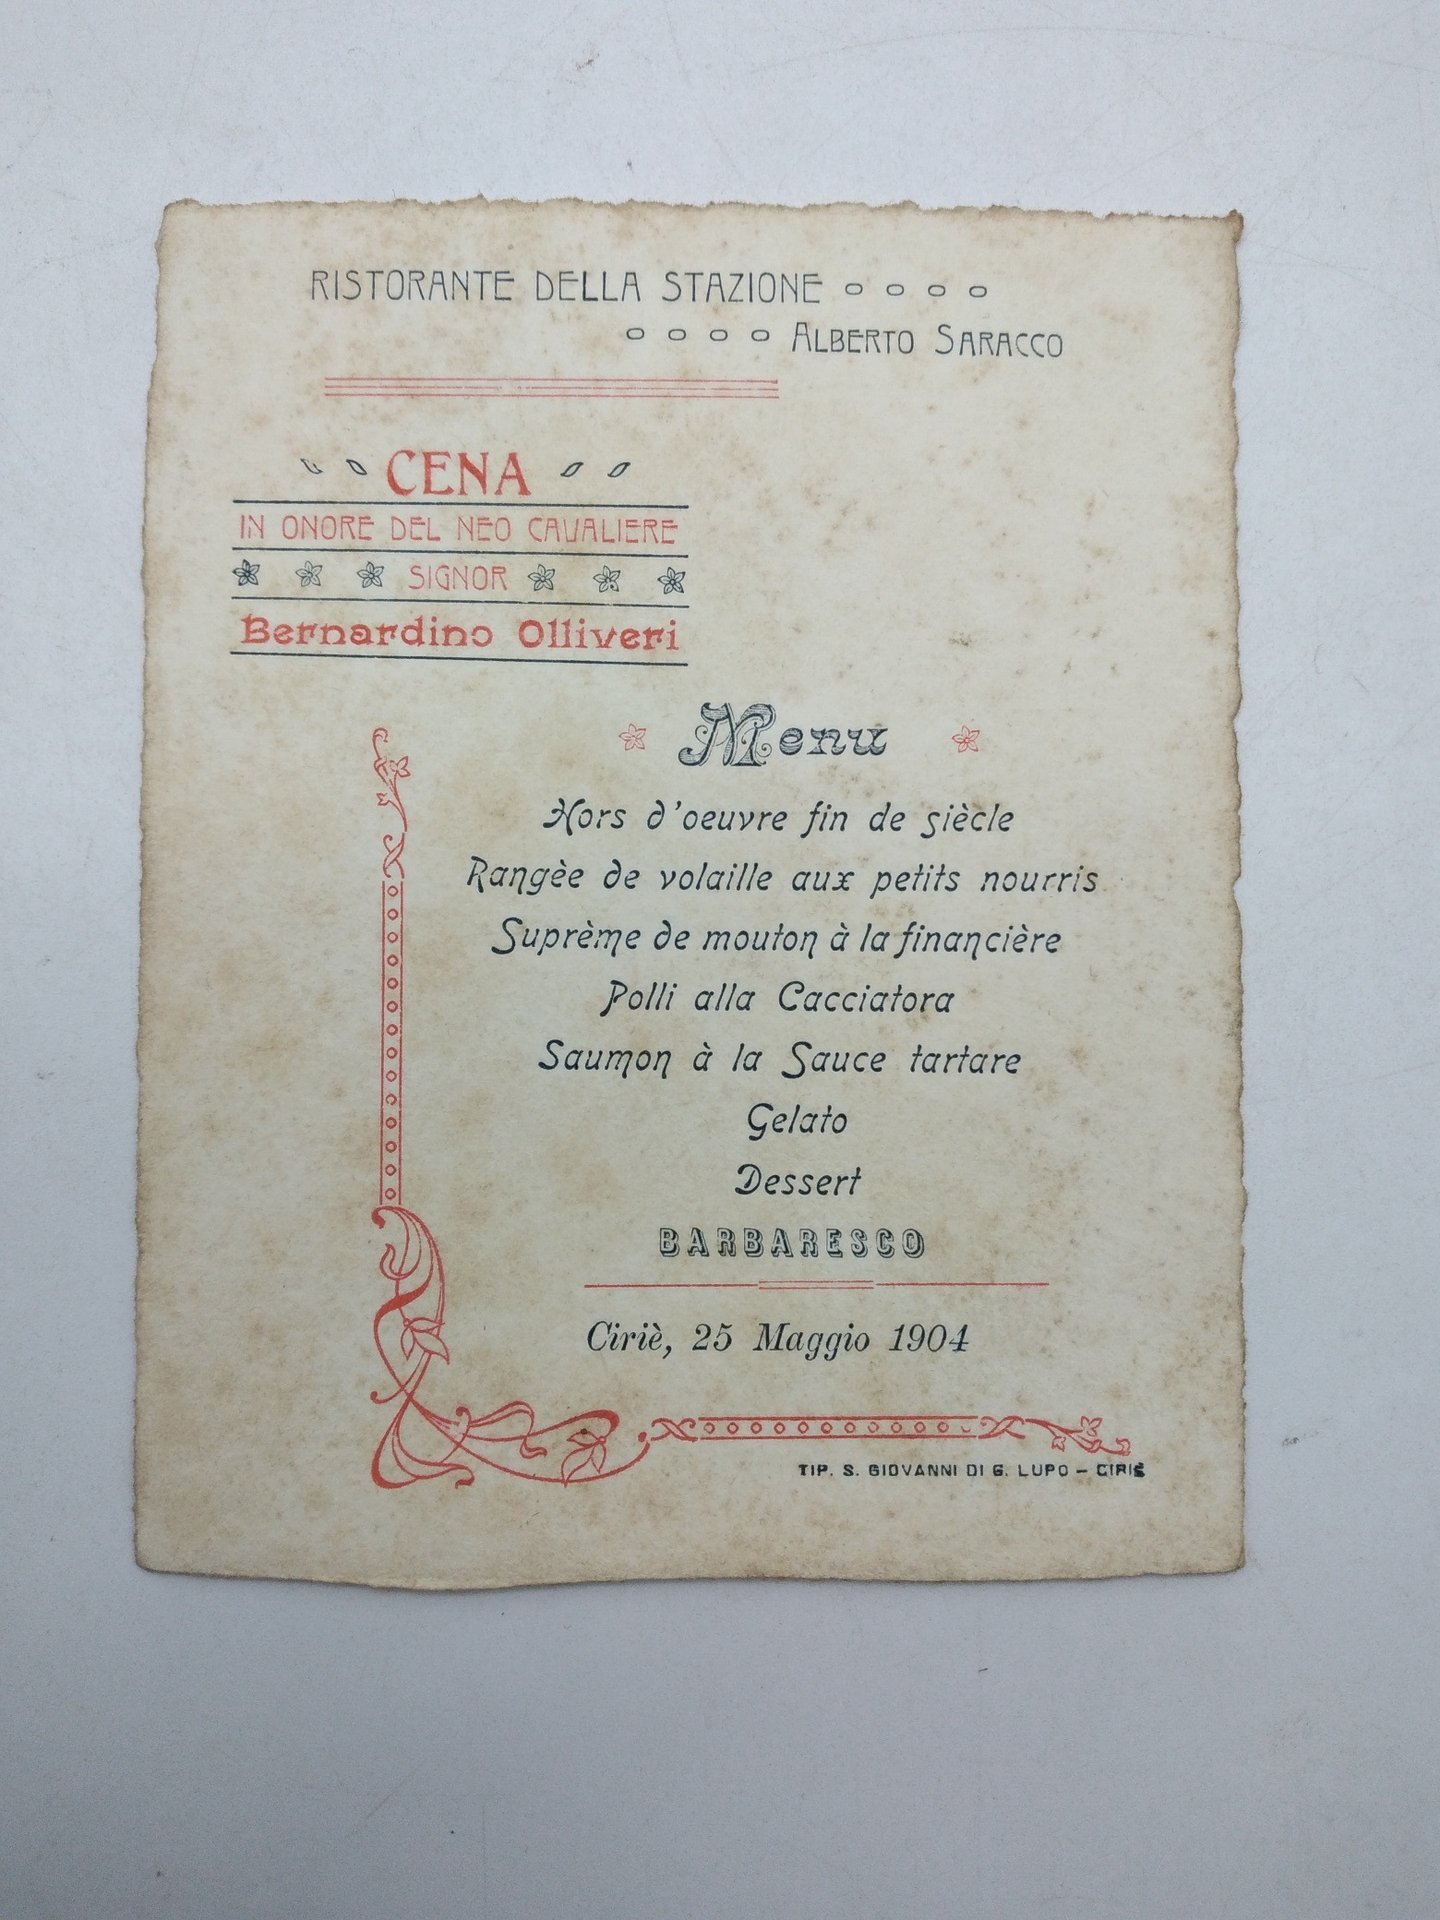 RISTORANTE DELLA STAZIONE
ALBERTO SARACCO
CENA
IN ONORE DEL NEO CAVALIERE
SIGNOR
Bernardino Olliveri
Menu
Hors d'oeuvre fin de siècle
Rangèe de volaille aux petits nourris
Suprème de mouton à la financière
Polli alla Cacciatora
Saumon à la Sauce tartare
Gelato
Dessert
BARBARESCO
Ciriè, 25 Maggio 1904
TIP. S. GIOVANNI DI G. LUPO - CIRIÈ